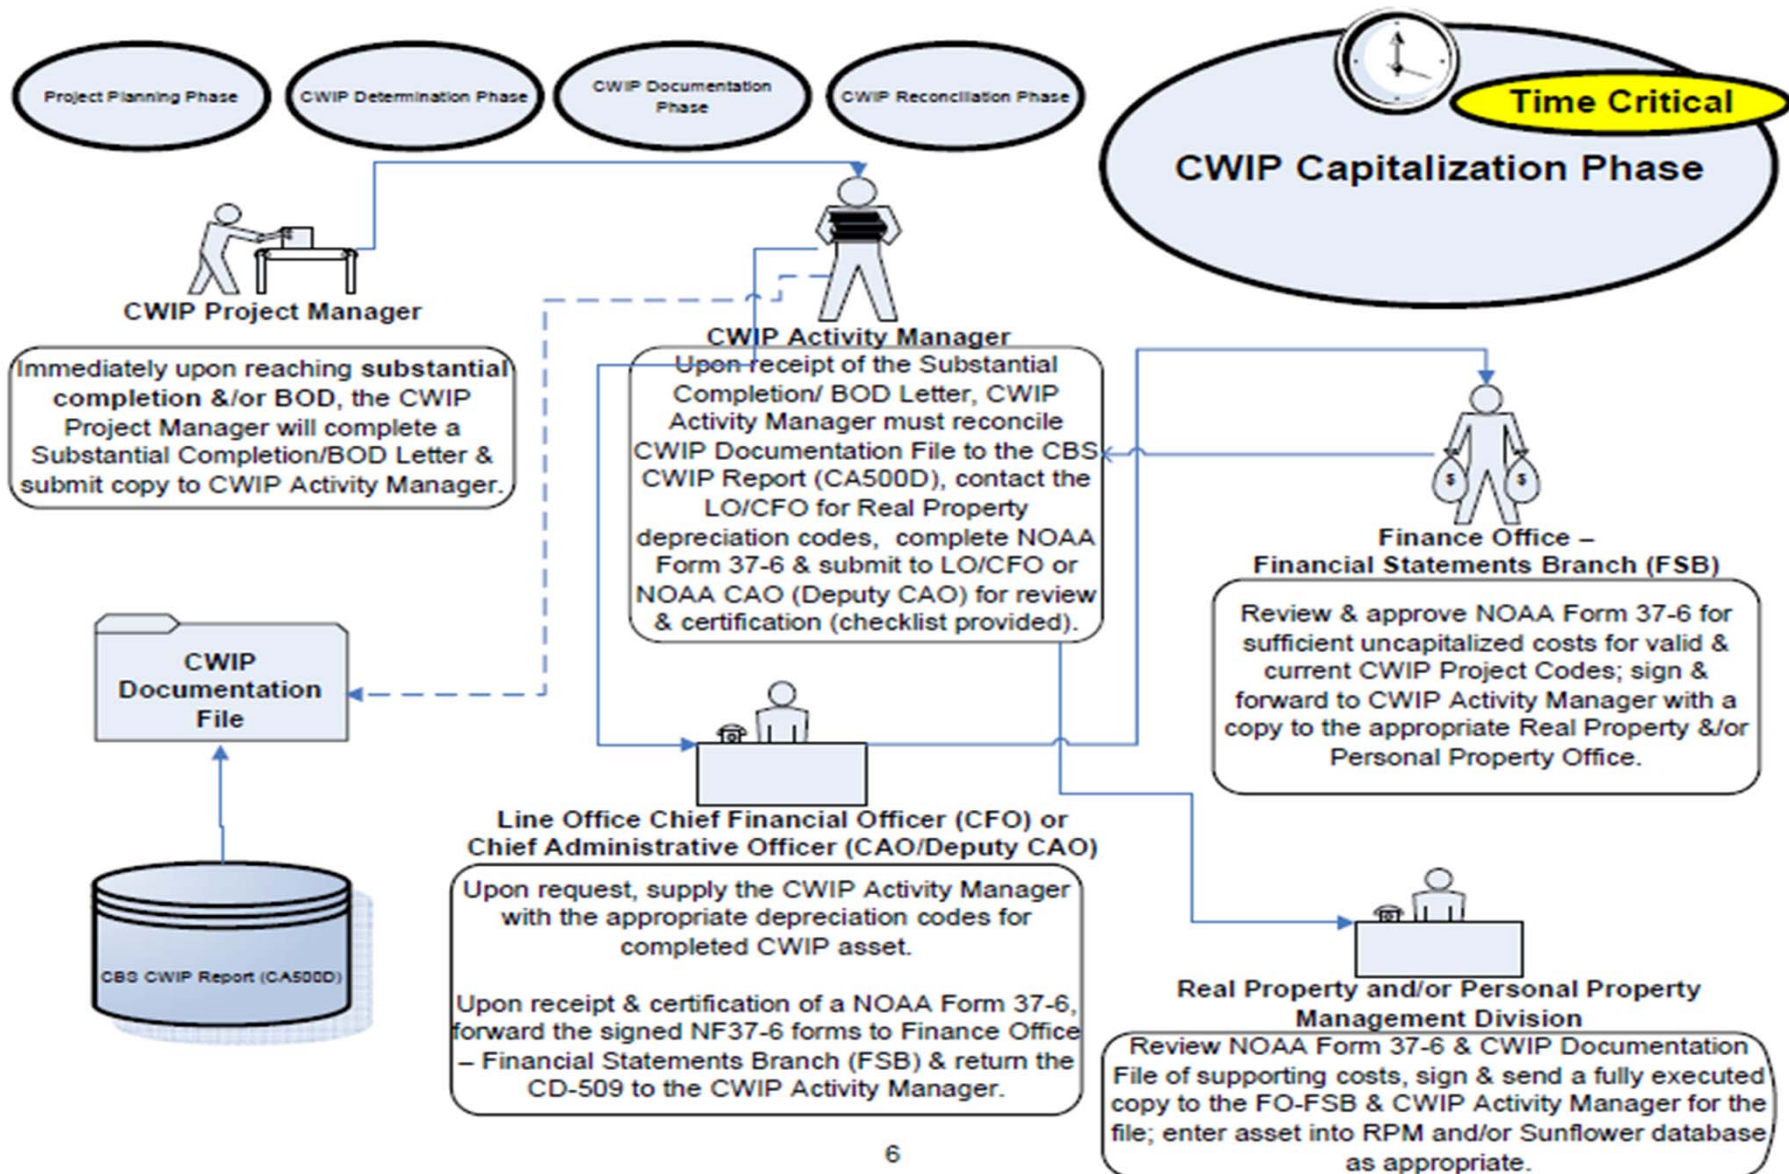 Project Planning Phase
CWIP Determination Phase
CWIP Documentation
Phase
CWIP Reconciliation Phase
Time Critical
CWIP Capitalization Phase
CWIP Project Manager
Immediately upon reaching substantial
completion &/or BOD, the CWIP
Project Manager will complete a
Substantial Completion/BOD Letter &
submit copy to CWIP Activity Manager.
CWIP Activity Manager
Upon receipt of the Substantial
Completion/ BOD Letter, CWIP
Activity Manager must reconcile
CWIP Documentation File to the CBS
CWIP Report (CA500D), contact the
LO/CFO for Real Property
depreciation codes, complete NOAA
Form 37-6 & submit to LO/CFO or
NOAA CAO (Deputy CAO) for review
& certification (checklist provided).
$ $
Finance Office –
Financial Statements Branch (FSB)
Review & approve NOAA Form 37-6 for
sufficient uncapitalized costs for valid &
current CWIP Project Codes; sign &
forward to CWIP Activity Manager with a
copy to the appropriate Real Property &/or
Personal Property Office.
CWIP
Documentation
File
CBS CWIP Report (CA500D)
Line Office Chief Financial Officer (CFO) or
Chief Administrative Officer (CAO/Deputy CAO)
Upon request, supply the CWIP Activity Manager
with the appropriate depreciation codes for
completed CWIP asset.
Upon receipt & certification of a NOAA Form 37-6,
forward the signed NF37-6 forms to Finance Office
– Financial Statements Branch (FSB) & return the
CD-509 to the CWIP Activity Manager.
Real Property and/or Personal Property
Management Division
Review NOAA Form 37-6 & CWIP Documentation
File of supporting costs, sign & send a fully executed
copy to the FO-FSB & CWIP Activity Manager for the
file; enter asset into RPM and/or Sunflower database
as appropriate.
6